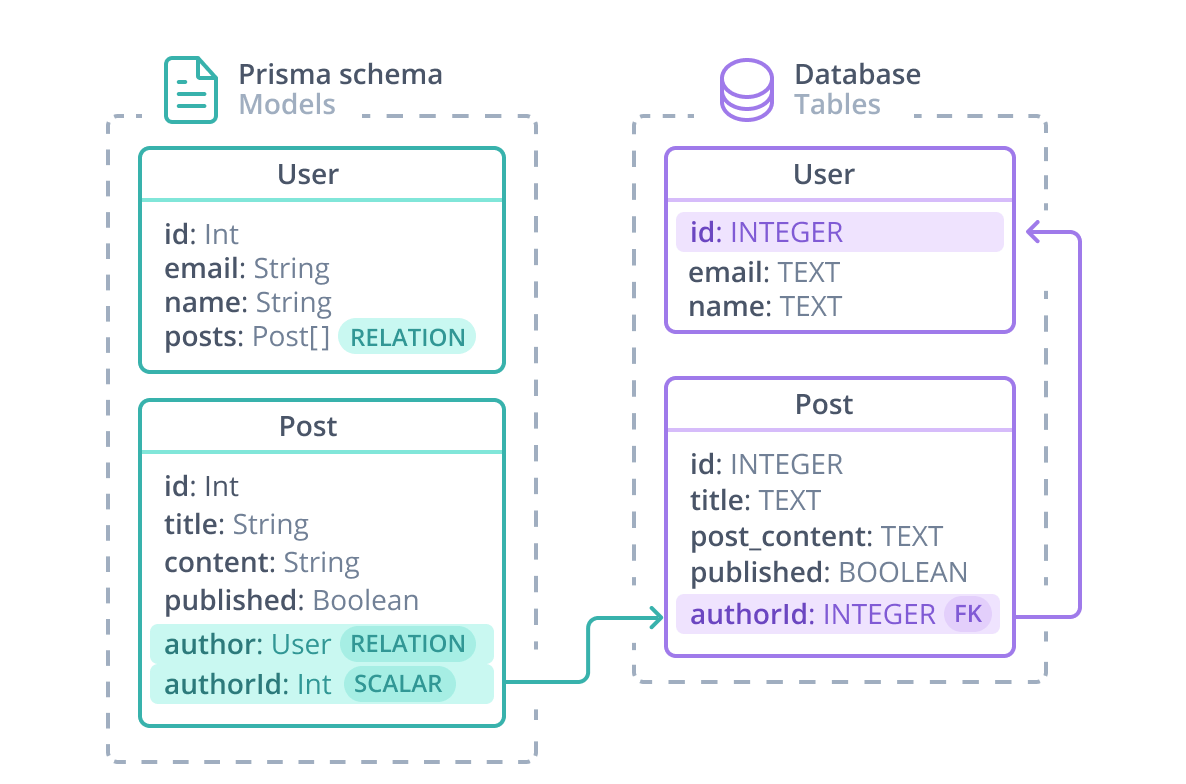 Prisma schema
Models
User
id: Int
email: String
name: String
posts: Post[] RELATION
Post
id: Int
title: String
content: String
published: Boolean
author: User RELATION
authorId: Int SCALAR
Database
Tables
User
id: INTEGER
email: TEXT
name: TEXT
Post
id: INTEGER
title: TEXT
post_content: TEXT
published: BOOLEAN
authorId: INTEGER FK